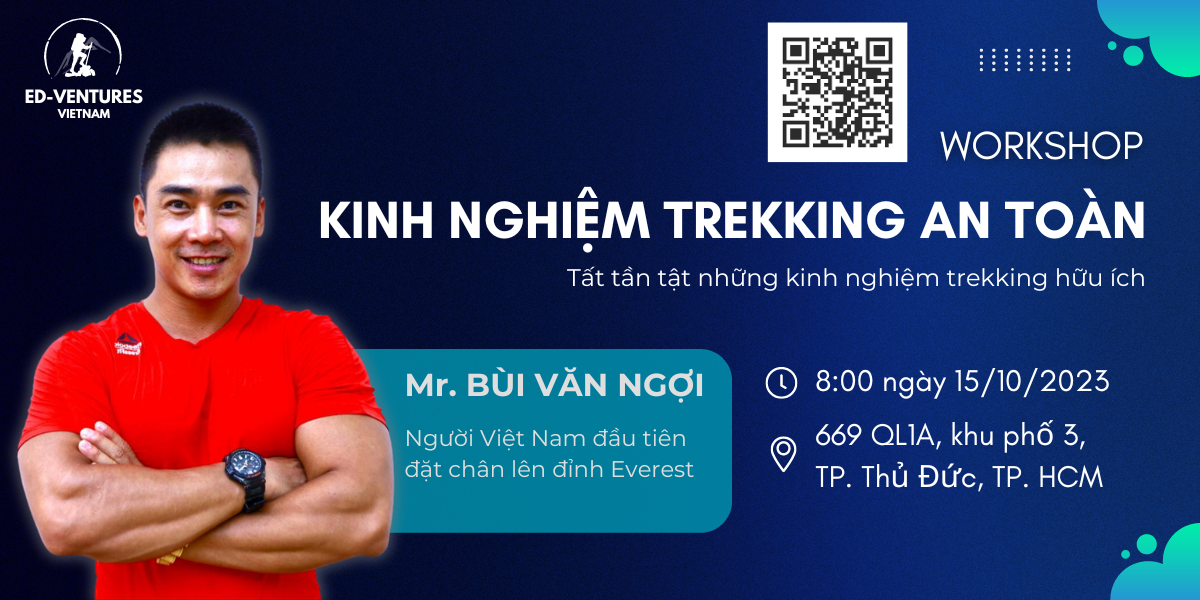 ED-VENTURES
VIETNAM
WORKSHOP
KINH NGHIỆM TREKKING AN TOÀN
Tất tần tật những kinh nghiệm trekking hữu ích
Mr. BÙI VĂN NGỢI
Người Việt Nam đầu tiên
đặt chân lên đỉnh Everest
8:00 ngày 15/10/2023
669 QL1A, khu phố 3,
TP. Thủ Đức, TP. HCM